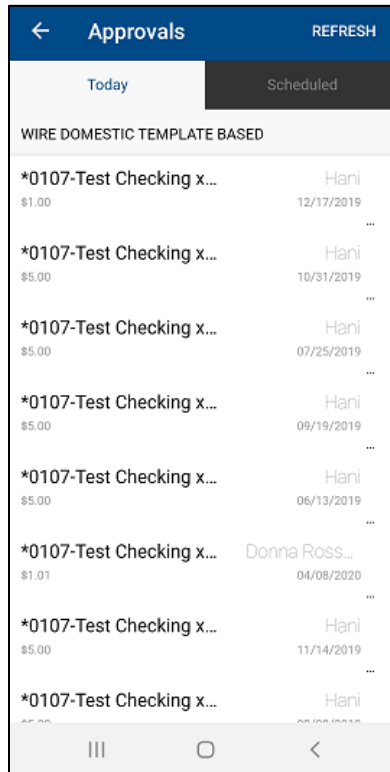 Approvals REFRESH
Today Scheduled
WIRE DOMESTIC TEMPLATE BASED
*0107-Test Checking x... Hani
$1.00 12/17/2019
...
*0107-Test Checking x... Hani
$5.00 10/31/2019
...
*0107-Test Checking x... Hani
$5.00 07/25/2019
...
*0107-Test Checking x... Hani
$5.00 09/19/2019
...
*0107-Test Checking x... Hani
$5.00 06/13/2019
...
*0107-Test Checking x... Donna Ross...
$1.01 04/08/2020
...
*0107-Test Checking x... Hani
$5.00 11/14/2019
...
*0107-Test Checking x... Hani